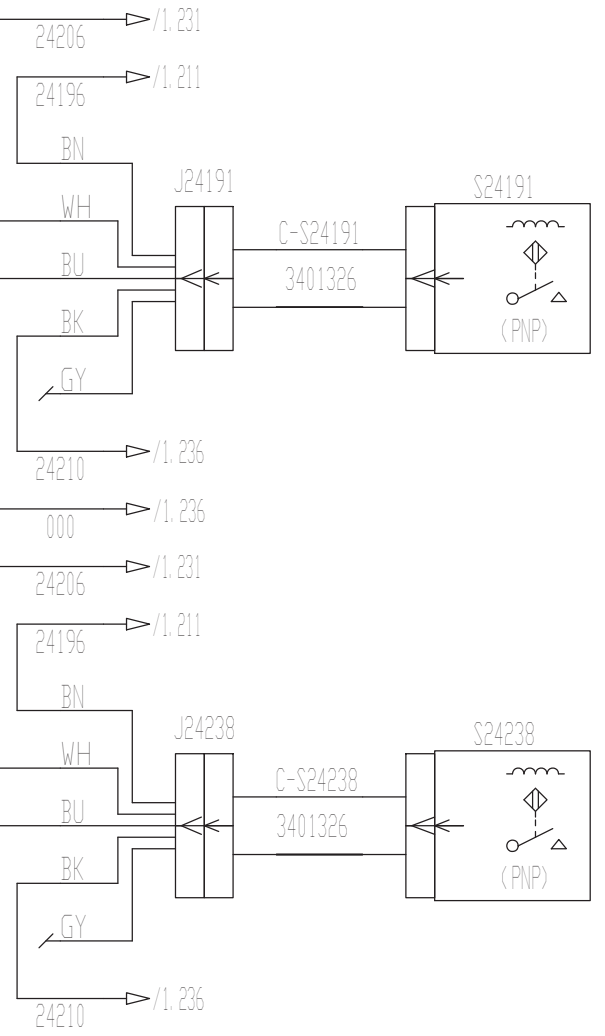 /1.231
24206
/1.211
24196
BN
J24191
S24191
WH
C-S24191
BU
3401326
BK
(PNP)
GY
/1.236
24210
/1.236
000
/1.231
24206
/1.211
24196
BN
J24238
S24238
WH
C-S24238
BU
3401326
BK
(PNP)
GY
/1.236
24210